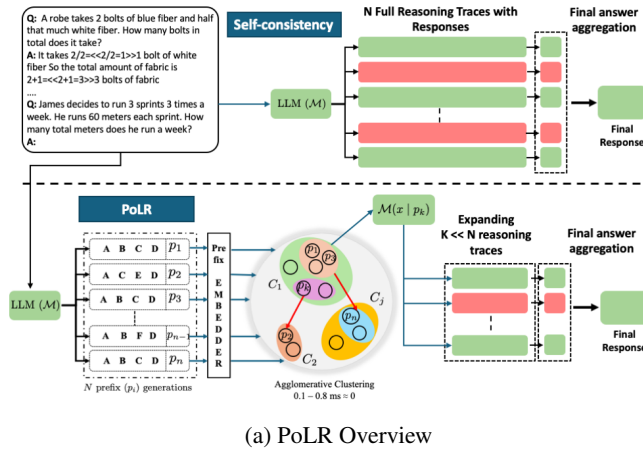 Q: A robe takes 2 bolts of blue fiber and half
that much white fiber. How many bolts in
total does it take?
A: It takes 2/2=<<2/2=1>>1 bolt of white
fiber So the total amount of fabric is
2+1=<<2+1=3>>3 bolts of fabric
....
Q: James decides to run 3 sprints 3 times a
week. He runs 60 meters each sprint. How
many total meters does he run a week?
A:
Self-consistency
N Full Reasoning Traces with
Responses
Final answer
aggregation
LLM (M)
Final
Response
PoLR
LLM (M)
A B C D p1
A C E D p2
A B C D p3
A B F D pn−
A B C D pn
N prefix (pi) generations
Pre
fix
E
M
B
E
D
D
E
R
p1
p3
pk
C1
Cj
pn
p2
C2
Agglomerative Clustering
0.1 – 0.8 ms ≈ 0
M(x | pk)
Expanding
K << N reasoning
traces
Final answer
aggregation
Final
Response
(a) PoLR Overview